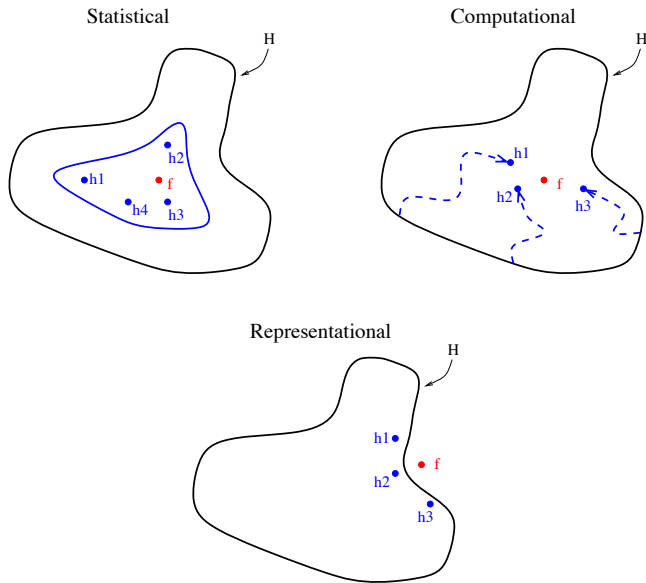 Statistical
H
h2
h1
f
h4
h3
Computational
H
h1
f
h2
h3
Representational
H
h1
f
h2
h3